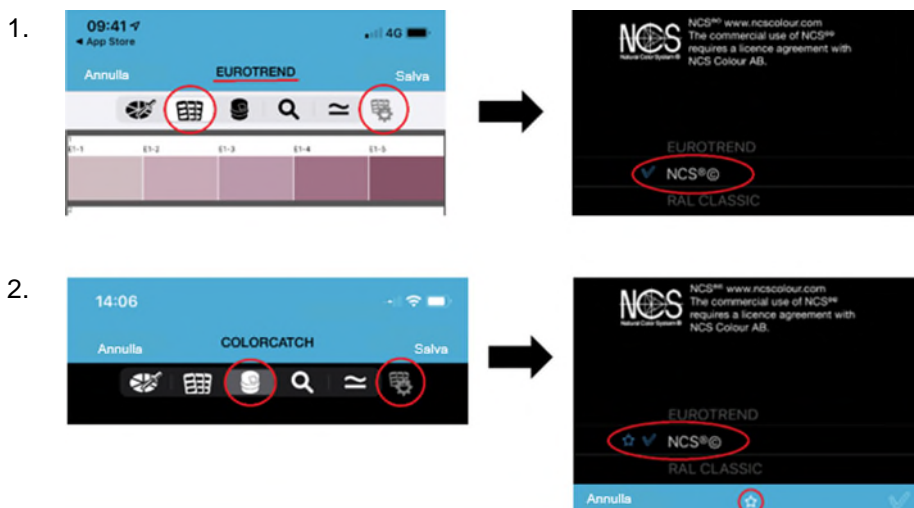 1.
09:41
◀ App Store
4G
Annulla
EUROTREND
Salva
E1-1
E1-2
E1-3
E1-4
E1-5
NCS
Natural Color System®
NCS®© www.ncscolour.com
The commercial use of NCS®©
requires a licence agreement with
NCS Colour AB.
EUROTREND
NCS®©
RAL CLASSIC
2.
14:06
Annulla
COLORCATCH
Salva
NCS
Natural Color System®
NCS®© www.ncscolour.com
The commercial use of NCS®©
requires a licence agreement with
NCS Colour AB.
EUROTREND
NCS®©
RAL CLASSIC
Annulla